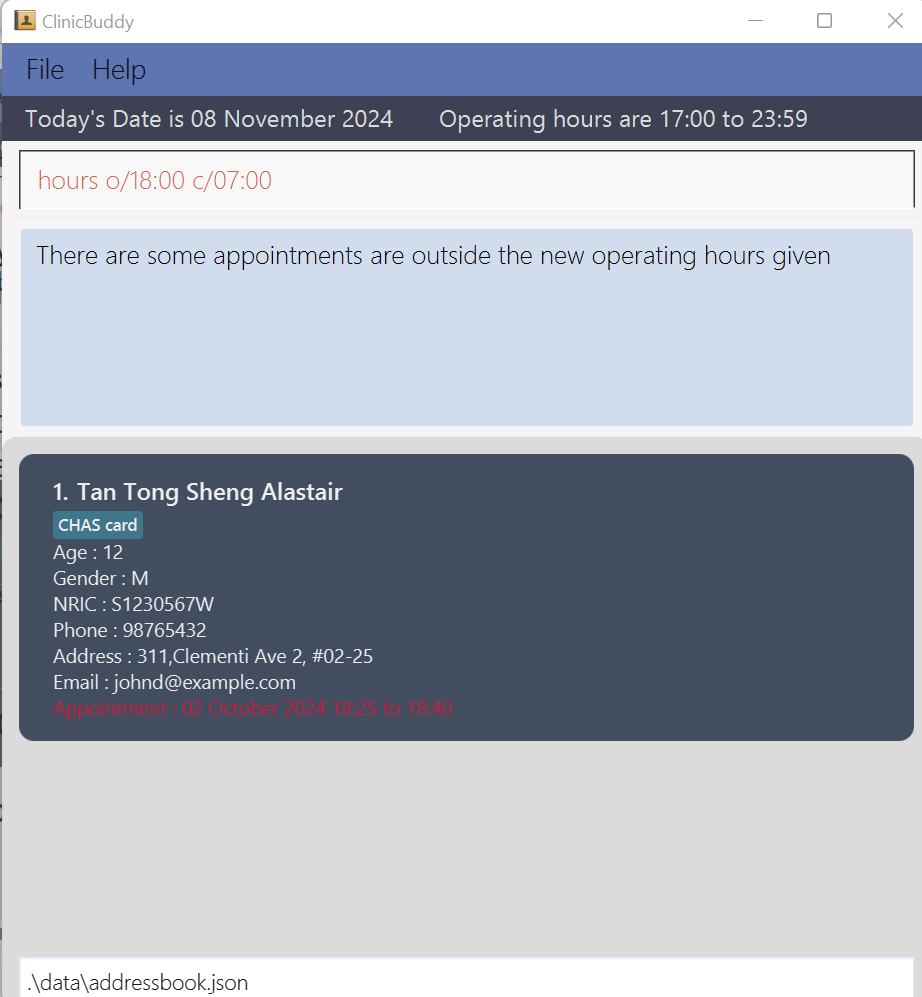 ClinicBuddy
File Help
Today's Date is 08 November 2024 Operating hours are 17:00 to 23:59
hours o/18:00 c/07:00
There are some appointments are outside the new operating hours given
1. Tan Tong Sheng Alastair
CHAS card
Age : 12
Gender : M
NRIC : S1230567W
Phone : 98765432
Address : 311,Clementi Ave 2, #02-25
Email : johnd@example.com
Appointment : 02 October 2024 18:25 to 18:40
.\data\addressbook.json